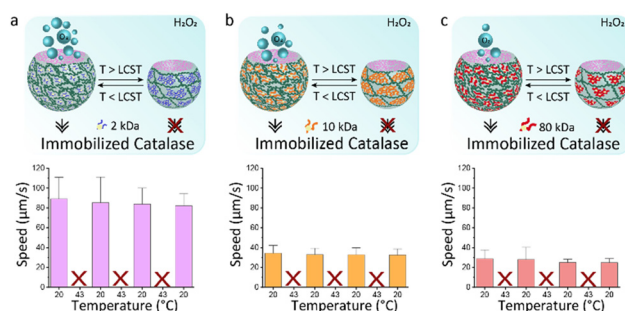 a
H₂O₂
O₂
T > LCST
T < LCST
2 kDa
Immobilized Catalase
Speed (µm/s)
120
100
80
60
40
20
0
20 43 20 43 20 43 20
Temperature (°C)
b
H₂O₂
O₂
T > LCST
T < LCST
10 kDa
Immobilized Catalase
Speed (µm/s)
120
100
80
60
40
20
0
20 43 20 43 20 43 20
Temperature (°C)
c
H₂O₂
O₂
T > LCST
T < LCST
80 kDa
Immobilized Catalase
Speed (µm/s)
120
100
80
60
40
20
0
20 43 20 43 20 43 20
Temperature (°C)